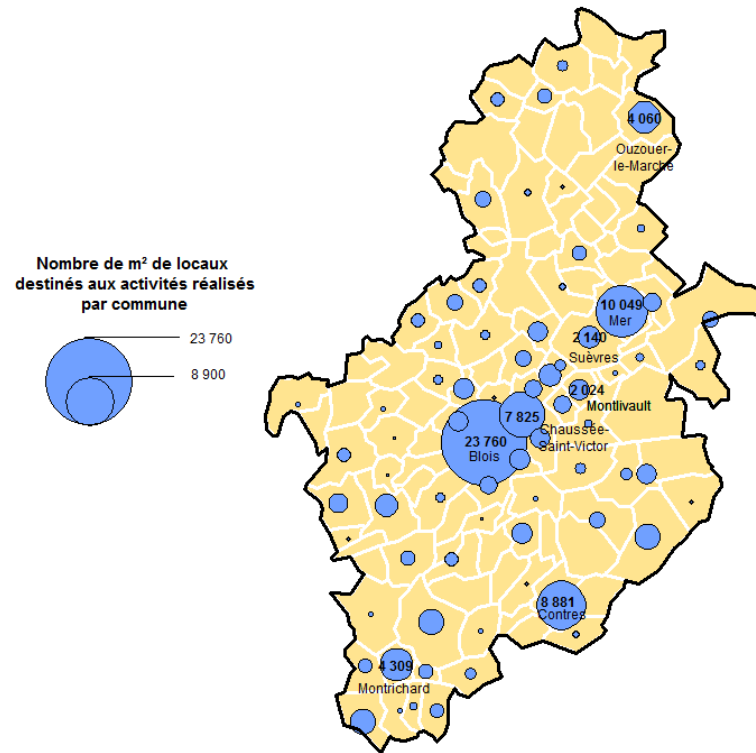 4 060
Ouzouer-
le-Marché
Nombre de m² de locaux
destinés aux activités réalisés
par commune
23 760
8 900
10 049
Mer
2 140
Suèvres
2 024
Montlivault
7 825
Chaussée-
Saint-Victor
23 760
Blois
8 881
Contres
4 309
Montrichard